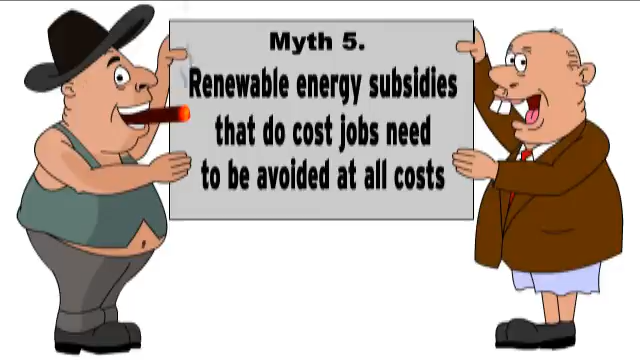 Myth 5.
Renewable energy subsidies
that do cost jobs need
to be avoided at all costs